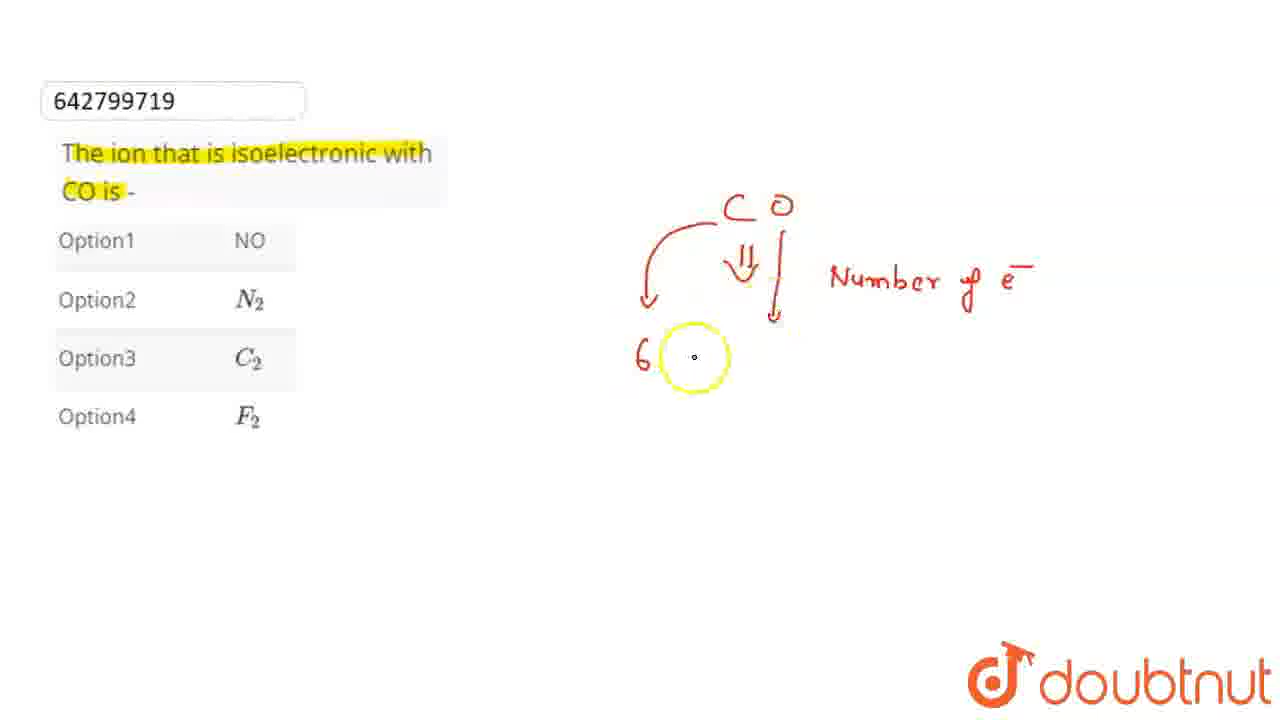 642799719
The ion that is isoelectronic with
CO is -
Option1 NO
Option2 N₂
Option3 C₂
Option4 F₂
C O
Number of e⁻
6
doubtnut